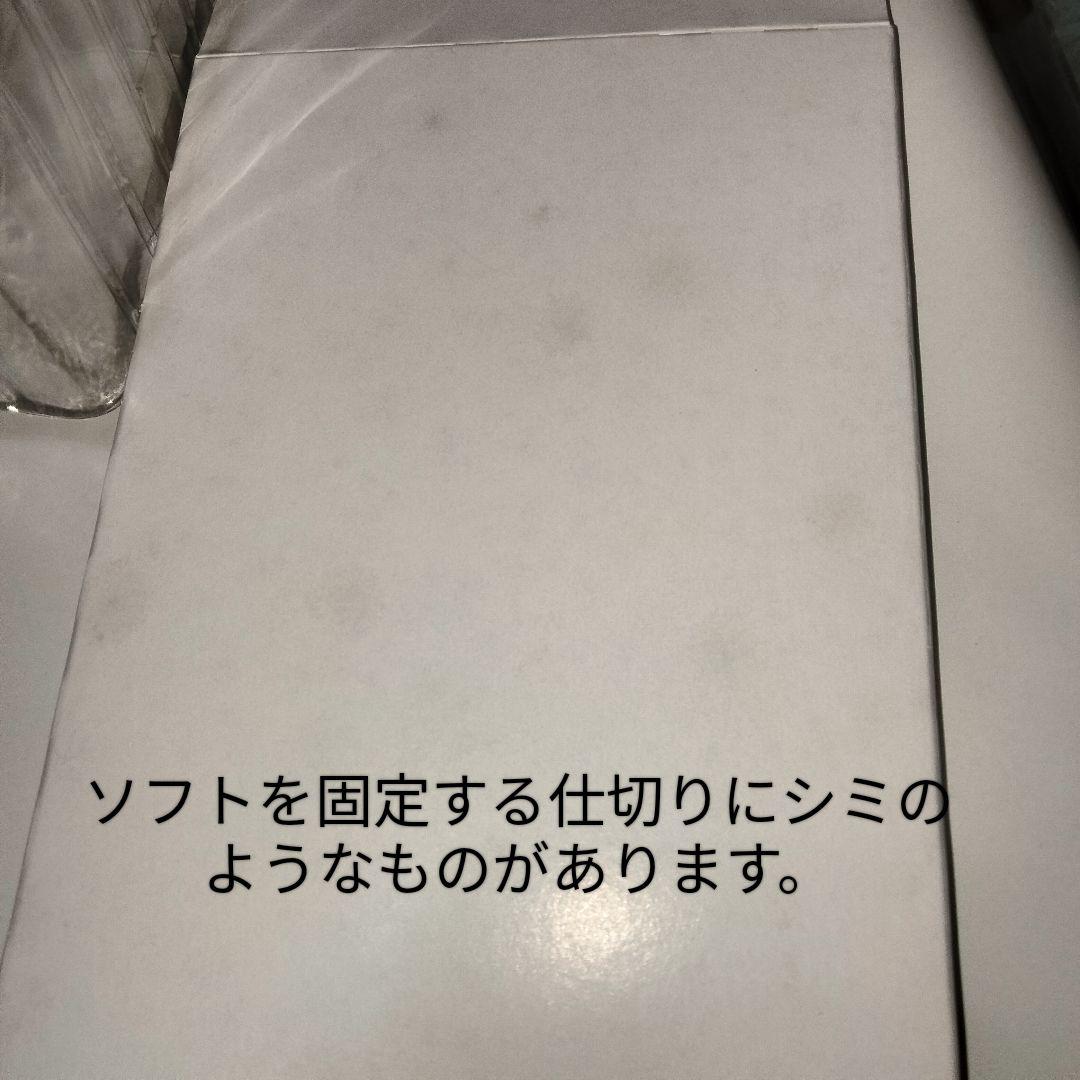 ソフトを固定する仕切りにシミの
ようなものがあります。